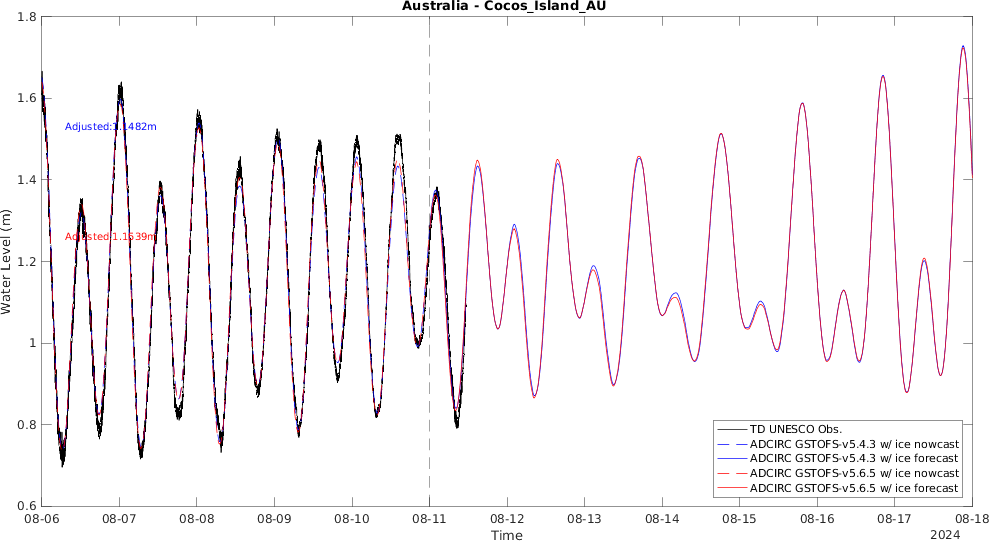 Australia - Cocos_Island_AU
1.8
1.6
1.4
1.2
1
0.8
0.6
Water Level (m)
Adjusted:1.1482m
Adjusted:1.1539m
TD UNESCO Obs.
ADCIRC GSTOFS-v5.4.3 w/ ice nowcast
ADCIRC GSTOFS-v5.4.3 w/ ice forecast
ADCIRC GSTOFS-v5.6.5 w/ ice nowcast
ADCIRC GSTOFS-v5.6.5 w/ ice forecast
08-06 08-07 08-08 08-09 08-10 08-11 08-12 08-13 08-14 08-15 08-16 08-17 08-18
Time
2024